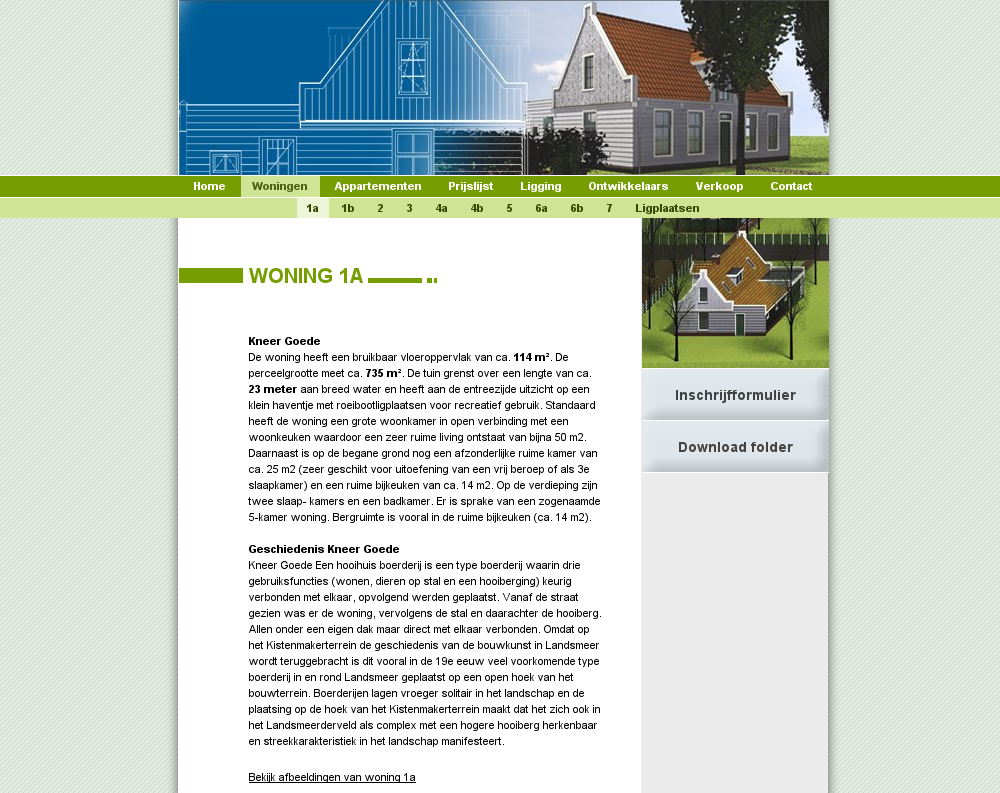 Home Woningen Appartementen Prijslijst Ligging Ontwikkelaars Verkoop Contact
1a 1b 2 3 4a 4b 5 6a 6b 7 Ligplaatsen
WONING 1A
Kneer Goede
De woning heeft een bruikbaar vloeroppervlak van ca. 114 m². De
perceelgrootte meet ca. 735 m². De tuin grenst over een lengte van ca.
23 meter aan breed water en heeft aan de entreezijde uitzicht op een
klein haventje met roeibootligplaatsen voor recreatief gebruik. Standaard
heeft de woning een grote woonkamer in open verbinding met een
woonkeuken waardoor een zeer ruime living ontstaat van bijna 50 m2.
Daarnaast is op de begane grond nog een afzonderlijke ruime kamer van
ca. 25 m2 (zeer geschikt voor uitoefening van een vrij beroep of als 3e
slaapkamer) en een ruime bijkeuken van ca. 14 m2. Op de verdieping zijn
twee slaap- kamers en een badkamer. Er is sprake van een zogenaamde
5-kamer woning. Bergruimte is vooral in de ruime bijkeuken (ca. 14 m2).
Geschiedenis Kneer Goede
Kneer Goede Een hooihuis boerderij is een type boerderij waarin drie
gebruiksfuncties (wonen, dieren op stal en een hooiberging) keurig
verbonden met elkaar, opvolgend werden geplaatst. Vanaf de straat
gezien was er de woning, vervolgens de stal en daarachter de hooiberg.
Allen onder een eigen dak maar direct met elkaar verbonden. Omdat op
het Kistenmakerterrein de geschiedenis van de bouwkunst in Landsmeer
wordt teruggebracht is dit vooral in de 19e eeuw veel voorkomende type
boerderij in en rond Landsmeer geplaatst op een open hoek van het
bouwterrein. Boerderijen lagen vroeger solitair in het landschap en de
plaatsing op de hoek van het Kistenmakerterrein maakt dat het zich ook in
het Landsmeerderveld als complex met een hogere hooiberg herkenbaar
en streekkarakteristiek in het landschap manifesteert.
Bekijk afbeeldingen van woning 1a
Inschrijfformulier
Download folder